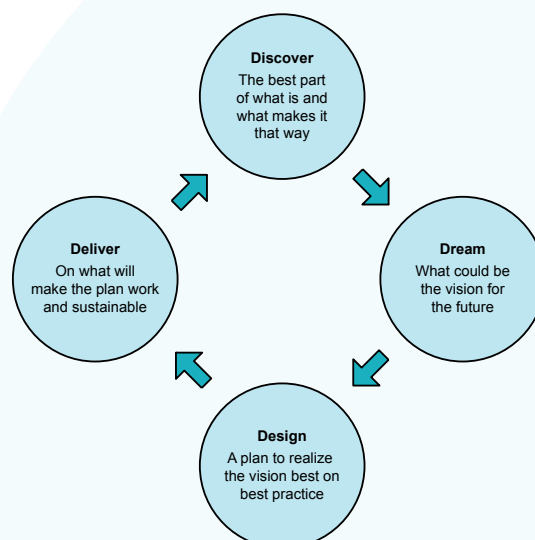 Discover
The best part
of what is and
what makes it
that way
Deliver
On what will
make the plan work
and sustainable
Dream
What could be
the vision for
the future
Design
A plan to realize
the vision best on
best practice